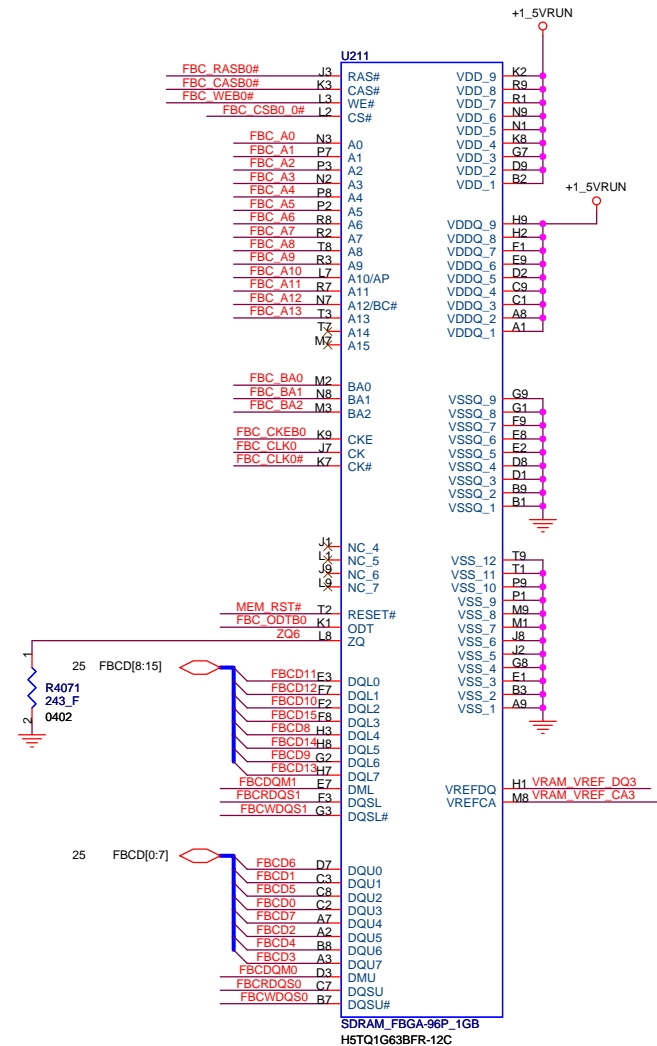 +1_5VRUN
U211
FBC_RASB0# J3 RAS# VDD_9 K2
FBC_CASB0# K3 CAS# VDD_8 R9
FBC_WEB0# L3 WE# VDD_7 R1
FBC_CSB0_0# L2 CS# VDD_6 N9
VDD_5 N1
FBC_A0 N3 A0 VDD_4 K8
FBC_A1 P7 A1 VDD_3 G7
FBC_A2 P3 A2 VDD_2 D9
FBC_A3 N2 A3 VDD_1 B2
FBC_A4 P8 A4 +1_5VRUN
FBC_A5 P2 A5
FBC_A6 R8 A6 VDDQ_9 H9
FBC_A7 R2 A7 VDDQ_8 H2
FBC_A8 T8 A8 VDDQ_7 F1
FBC_A9 R3 A9 VDDQ_6 E9
FBC_A10 L7 A10/AP VDDQ_5 D2
FBC_A11 R7 A11 VDDQ_4 C9
FBC_A12 N7 A12/BC# VDDQ_3 C1
FBC_A13 T3 A13 VDDQ_2 A8
T7 A14 VDDQ_1 A1
M7 A15
FBC_BA0 M2 BA0
FBC_BA1 N8 BA1 VSSQ_9 G9
FBC_BA2 M3 BA2 VSSQ_8 G1
VSSQ_7 F9
FBC_CKEB0 K9 CKE VSSQ_6 E8
FBC_CLK0 J7 CK VSSQ_5 E2
FBC_CLK0# K7 CK# VSSQ_4 D8
VSSQ_3 D1
VSSQ_2 B9
VSSQ_1 B1
J1 NC_4
L1 NC_5 VSS_12 T9
J9 NC_6 VSS_11 T1
L9 NC_7 VSS_10 P9
VSS_9 P1
MEM_RST# T2 RESET# VSS_8 M9
FBC_ODTB0 K1 ODT VSS_7 M1
ZQ6 L8 ZQ VSS_6 J8
VSS_5 J2
1 25 FBCD[8:15] VSS_4 G8
FBCD11 E3 DQL0 VSS_3 E1
R4071 FBCD12 F7 DQL1 VSS_2 B3
243_F FBCD10 F2 DQL2 VSS_1 A9
0402 FBCD15 F8 DQL3
2 FBCD8 H3 DQL4
FBCD14 H8 DQL5
FBCD9 G2 DQL6
FBCD13 H7 DQL7
FBCDQM1 E7 DML VREFDQ H1 VRAM_VREF_DQ3
FBCRDQS1 F3 DQSL VREFCA M8 VRAM_VREF_CA3
FBCWDQS1 G3 DQSL#
25 FBCD[0:7]
FBCD6 D7 DQU0
FBCD1 C3 DQU1
FBCD5 C8 DQU2
FBCD0 C2 DQU3
FBCD7 A7 DQU4
FBCD2 A2 DQU5
FBCD4 B8 DQU6
FBCD3 A3 DQU7
FBCDQM0 D3 DMU
FBCRDQS0 C7 DQSU
FBCWDQS0 B7 DQSU#
SDRAM_FBGA-96P_1GB
H5TQ1G63BFR-12C